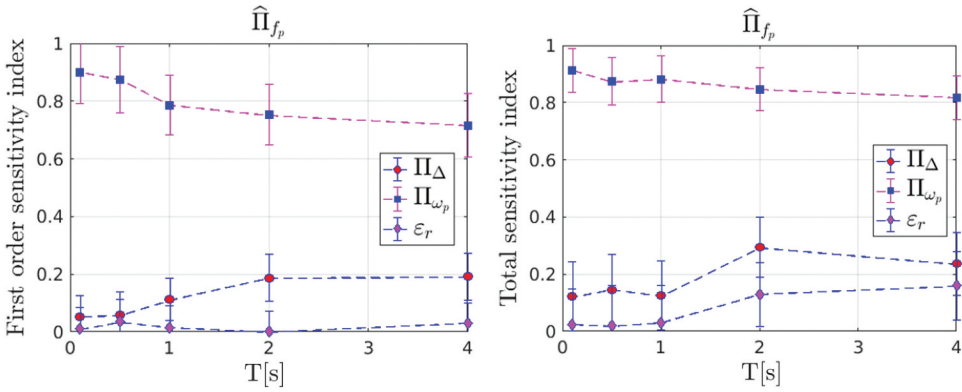 Π̂_{f_p}
First order sensitivity index
1
0.8
0.6
0.4
0.2
0
Π_Δ
Π_{ω_p}
ε_r
0 1 2 3 4
T[s]
Π̂_{f_p}
Total sensitivity index
1
0.8
0.6
0.4
0.2
0
Π_Δ
Π_{ω_p}
ε_r
0 1 2 3 4
T[s]